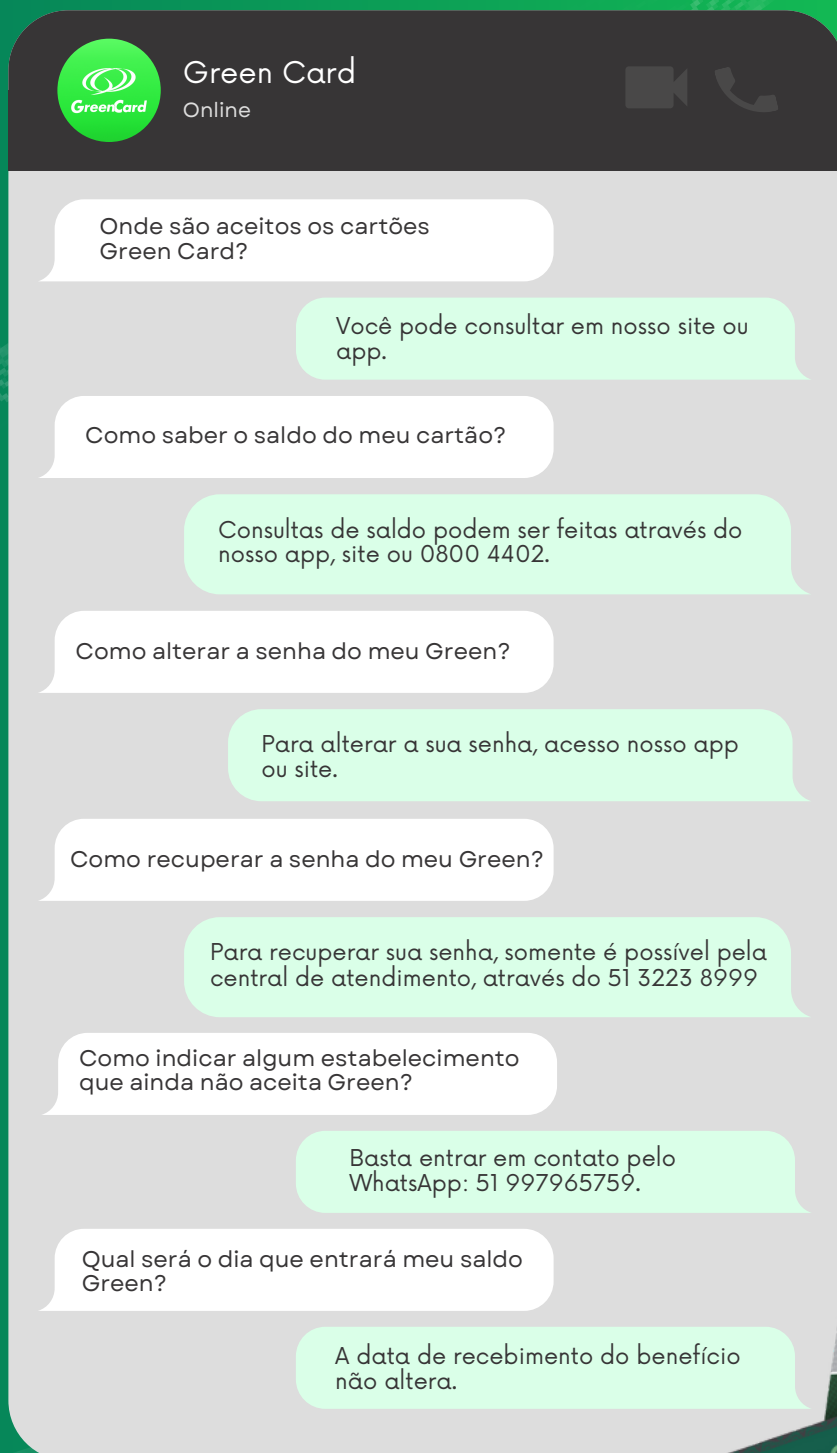 GreenCard
Green Card
Online
Onde são aceitos os cartões
Green Card?
Você pode consultar em nosso site ou
app.
Como saber o saldo do meu cartão?
Consultas de saldo podem ser feitas através do
nosso app, site ou 0800 4402.
Como alterar a senha do meu Green?
Para alterar a sua senha, acesso nosso app
ou site.
Como recuperar a senha do meu Green?
Para recuperar sua senha, somente é possível pela
central de atendimento, através do 51 3223 8999
Como indicar algum estabelecimento
que ainda não aceita Green?
Basta entrar em contato pelo
WhatsApp: 51 997965759.
Qual será o dia que entrará meu saldo
Green?
A data de recebimento do benefício
não altera.